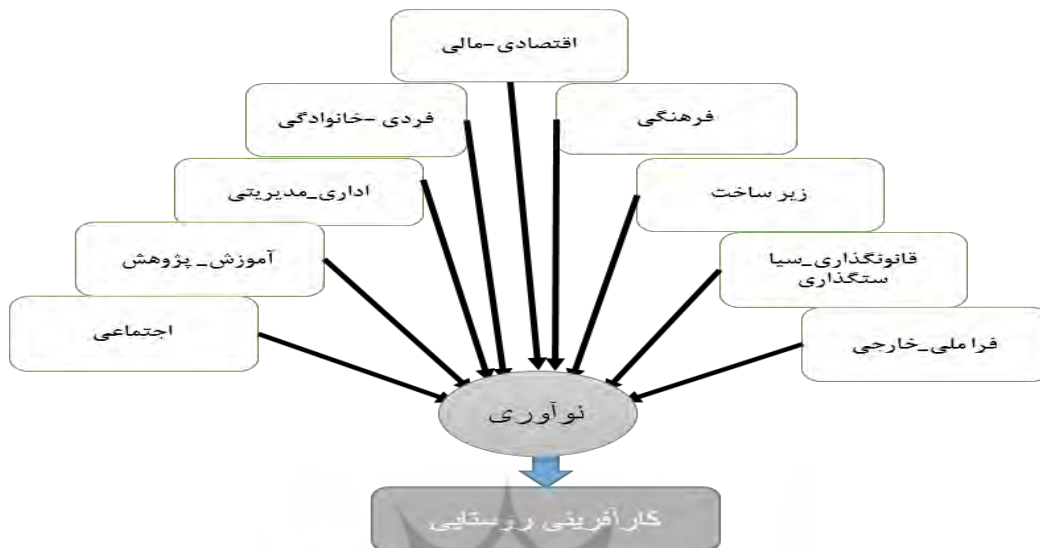 اقتصادی-مالی
فرهنگی
فردی -خانوادگی
زیر ساخت
اداری_مدیریتی
قانونگذاری_سیا
ستگذاری
آموزش_ پژوهش
فراملی_خارجی
اجتماعی
نوآوری
کارآفرینی روستایی